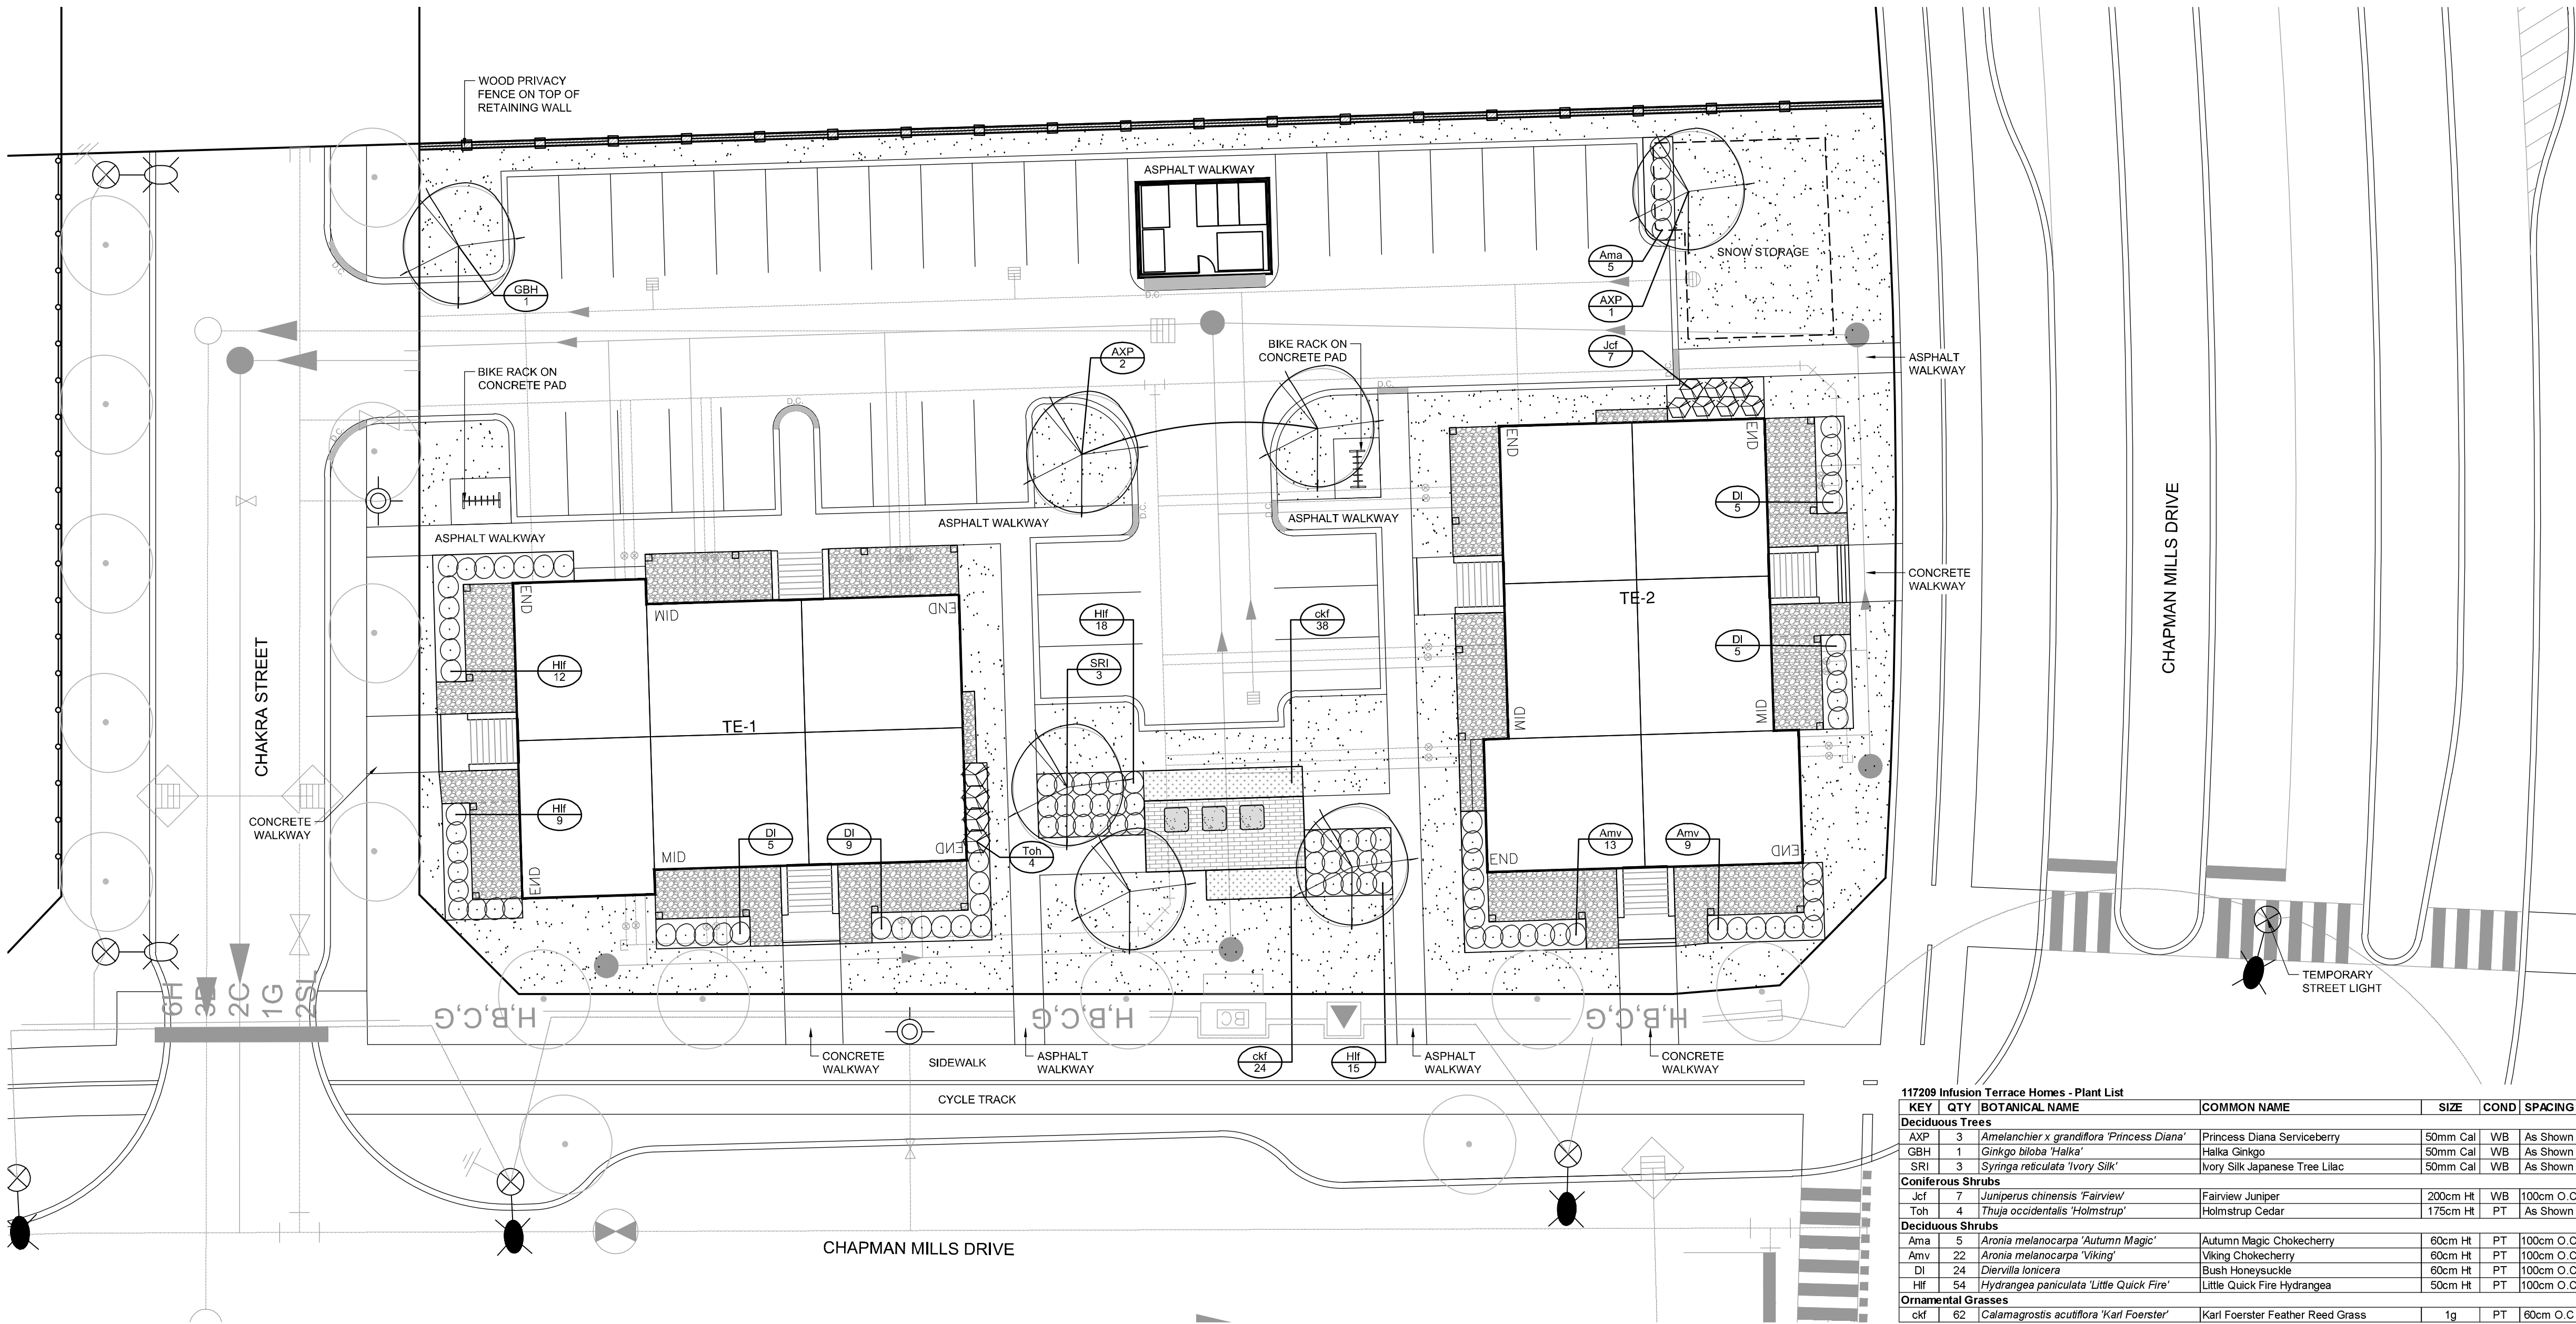 WOOD PRIVACY
FENCE ON TOP OF
RETAINING WALL
ASPHALT WALKWAY
D.C.
GBH
1
D.C.
Ama
5
SNOW STORAGE
AXP
1
Jcf
7
AXP
2
BIKE RACK ON
CONCRETE PAD
BIKE RACK ON
CONCRETE PAD
ASPHALT
WALKWAY
D.C.
D.C.
D.C.
D.C.
D.C.
D.C.
END
END
DI
5
ASPHALT WALKWAY
ASPHALT WALKWAY
ASPHALT WALKWAY
CHAPMAN MILLS DRIVE
CONCRETE
WALKWAY
END
MID
END
TE-2
Hlf
18
ckf
38
DI
5
Hlf
12
SRI
3
CHAKRA STREET
TE-1
MID
MID
CONCRETE
WALKWAY
Hlf
9
DI
5
DI
9
END
MID
END
Toh
4
Amv
13
Amv
9
END
END
TEMPORARY
STREET LIGHT
6H
3D
2C
1G
2SL
H,B,C,G
H,B,C,G
BC
H,B,C,G
CONCRETE
WALKWAY
SIDEWALK
ASPHALT
WALKWAY
ckf
24
Hlf
15
ASPHALT
WALKWAY
CONCRETE
WALKWAY
CYCLE TRACK
CHAPMAN MILLS DRIVE
117209 Infusion Terrace Homes - Plant List
KEY QTY BOTANICAL NAME COMMON NAME SIZE COND SPACING
Deciduous Trees
AXP 3 Amelanchier x grandiflora 'Princess Diana' Princess Diana Serviceberry 50mm Cal WB As Shown
GBH 1 Ginkgo biloba 'Halka' Halka Ginkgo 50mm Cal WB As Shown
SRI 3 Syringa reticulata 'Ivory Silk' Ivory Silk Japanese Tree Lilac 50mm Cal WB As Shown
Coniferous Shrubs
Jcf 7 Juniperus chinensis 'Fairview' Fairview Juniper 200cm Ht WB 100cm O.C
Toh 4 Thuja occidentalis 'Holmstrup' Holmstrup Cedar 175cm Ht PT As Shown
Deciduous Shrubs
Ama 5 Aronia melanocarpa 'Autumn Magic' Autumn Magic Chokecherry 60cm Ht PT 100cm O.C
Amv 22 Aronia melanocarpa 'Viking' Viking Chokecherry 60cm Ht PT 100cm O.C
DI 24 Diervilla lonicera Bush Honeysuckle 60cm Ht PT 100cm O.C
Hlf 54 Hydrangea paniculata 'Little Quick Fire' Little Quick Fire Hydrangea 50cm Ht PT 100cm O.C
Ornamental Grasses
ckf 62 Calamagrostis acutiflora 'Karl Foerster' Karl Foerster Feather Reed Grass 1g PT 60cm O.C